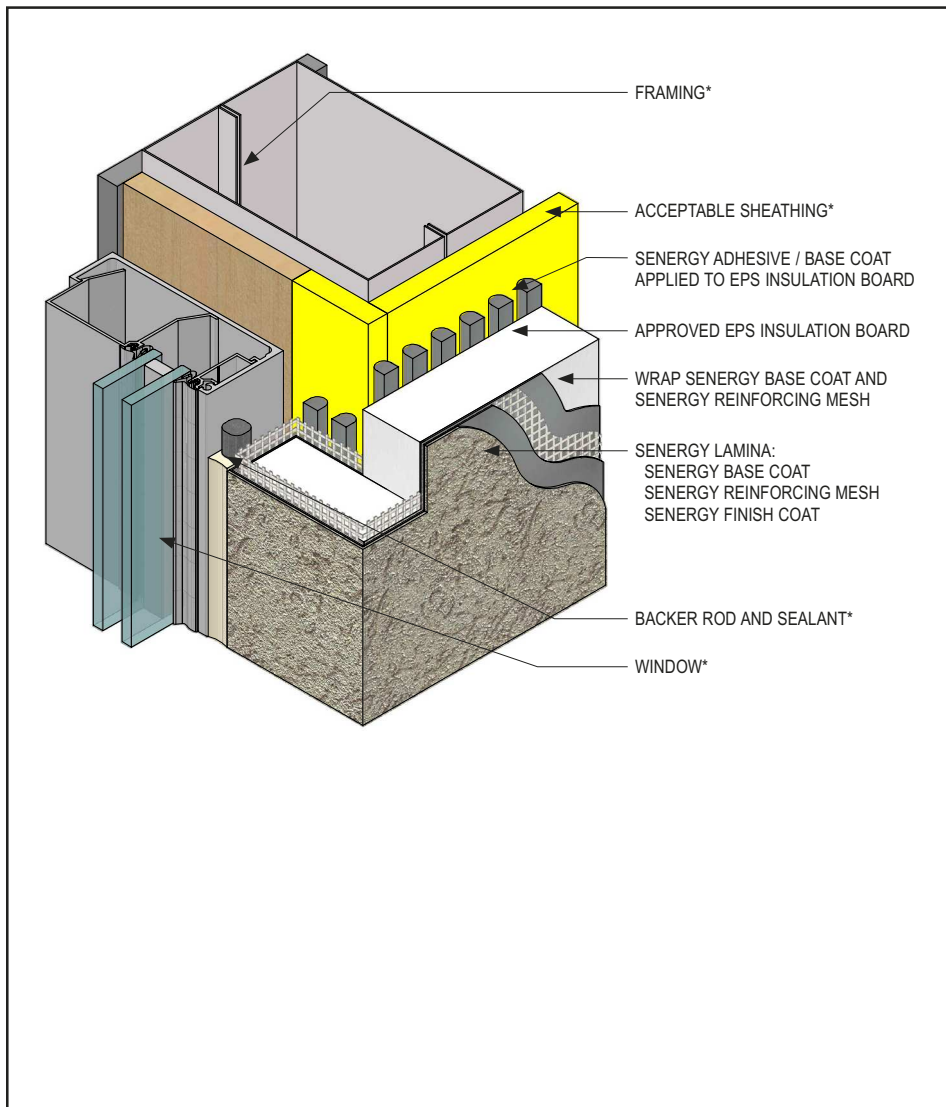 FRAMING*
ACCEPTABLE SHEATHING*
SENERGY ADHESIVE / BASE COAT
APPLIED TO EPS INSULATION BOARD
APPROVED EPS INSULATION BOARD
WRAP SENERGY BASE COAT AND
SENERGY REINFORCING MESH
SENERGY LAMINA:
SENERGY BASE COAT
SENERGY REINFORCING MESH
SENERGY FINISH COAT
BACKER ROD AND SEALANT*
WINDOW*